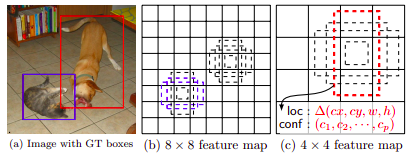 loc : Δ(cx, cy, w, h)
conf : (c₁, c₂, ⋯, cₚ)
(a) Image with GT boxes (b) 8 × 8 feature map (c) 4 × 4 feature map